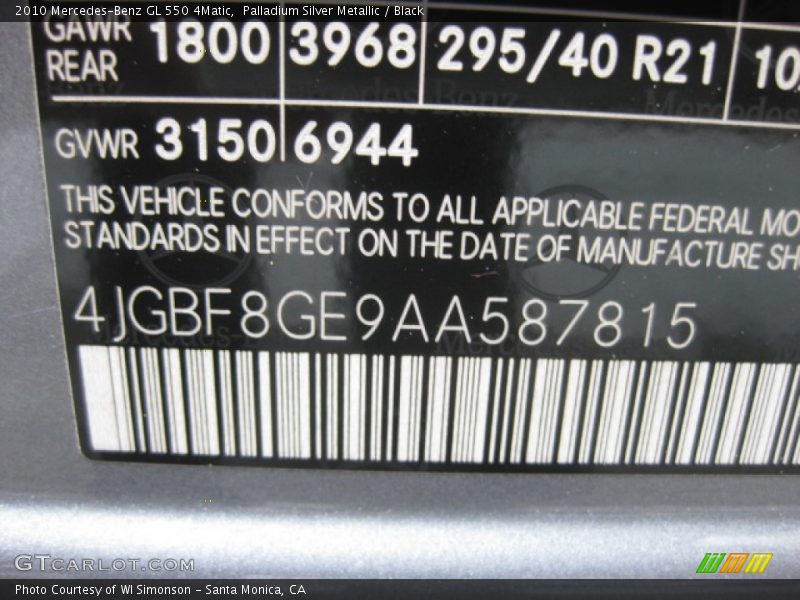 2010 Mercedes-Benz GL 550 4Matic, Palladium Silver Metallic / Black
GAWR REAR 1800 3968 295/40 R21 10
GVWR 3150 6944
THIS VEHICLE CONFORMS TO ALL APPLICABLE FEDERAL MO
STANDARDS IN EFFECT ON THE DATE OF MANUFACTURE SH
4JGBF8GE9AA587815
GTCARLOT.COM
Photo Courtesy of WI Simonson - Santa Monica, CA